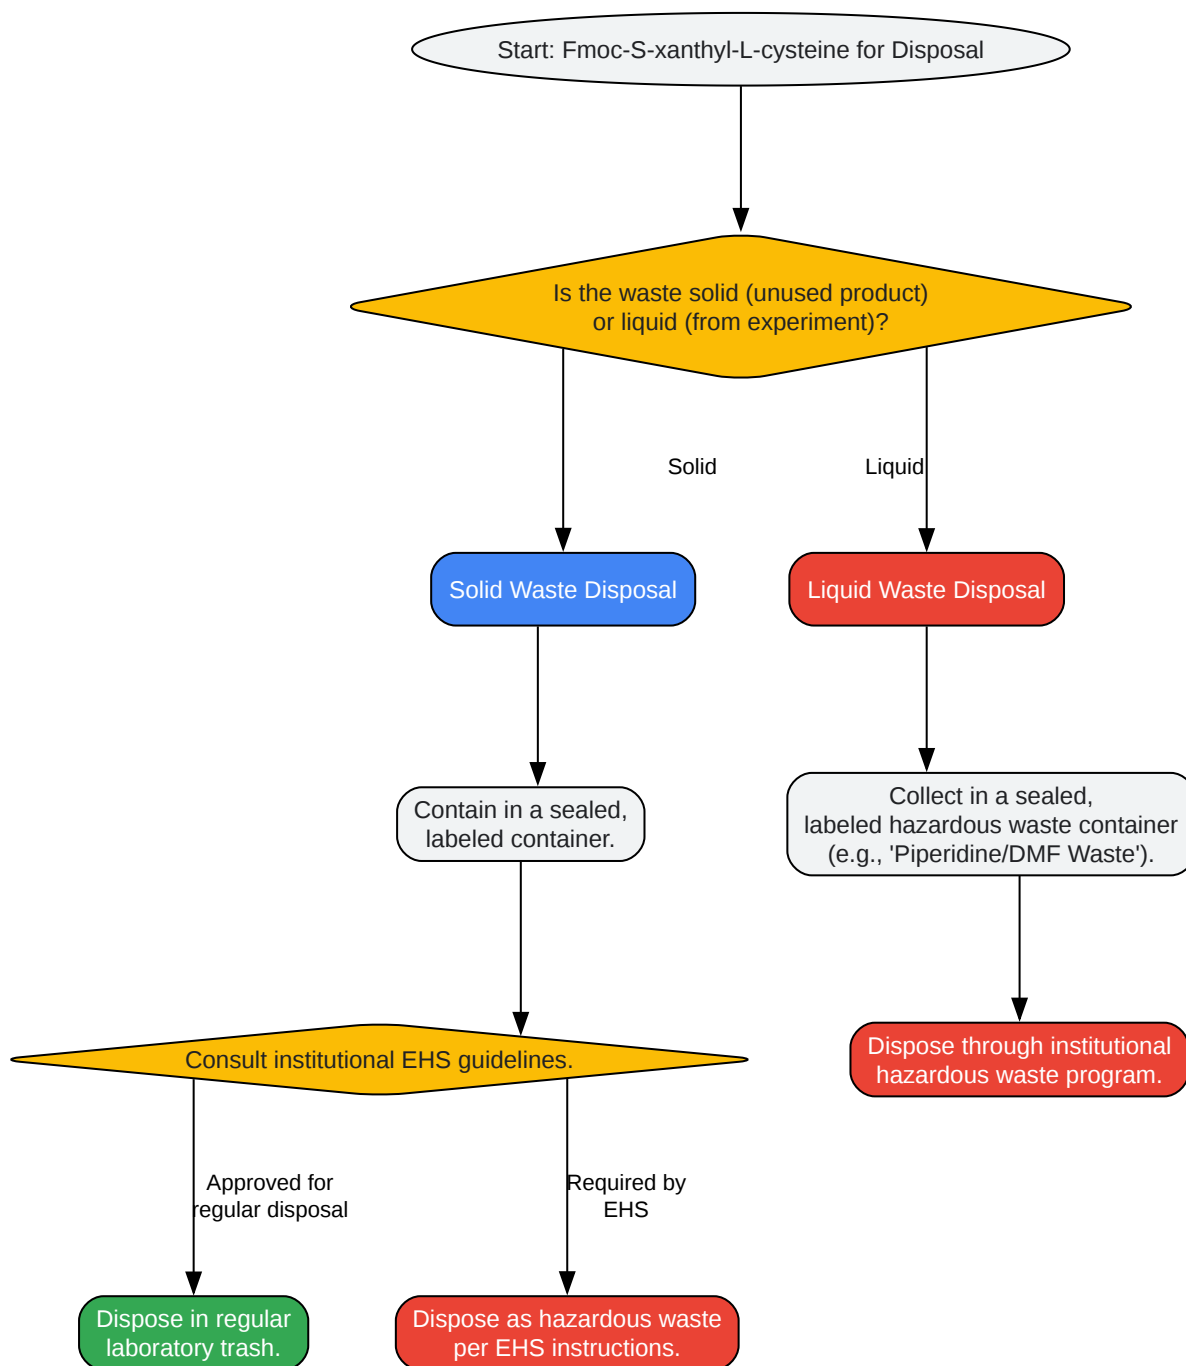 Start: Fmoc-S-xanthyl-L-cysteine for Disposal
Is the waste solid (unused product)
or liquid (from experiment)?
Solid
Liquid
Solid Waste Disposal
Liquid Waste Disposal
Contain in a sealed,
labeled container.
Collect in a sealed,
labeled hazardous waste container
(e.g., 'Piperidine/DMF Waste').
Consult institutional EHS guidelines.
Dispose through institutional
hazardous waste program.
Approved for
regular disposal
Required by
EHS
Dispose in regular
laboratory trash.
Dispose as hazardous waste
per EHS instructions.